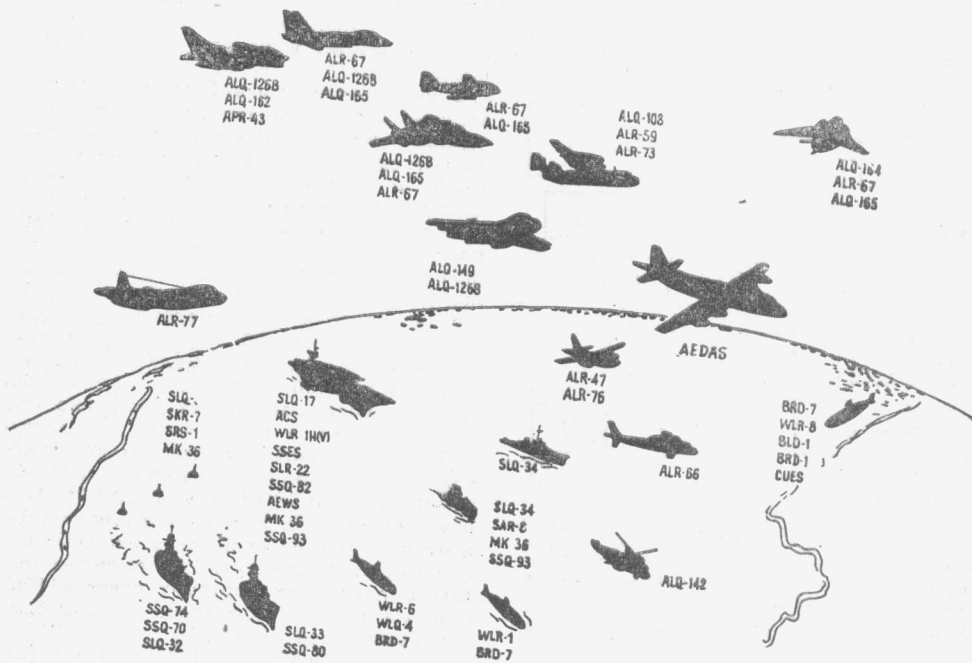 ALQ-126B
ALQ-162
APR-43
ALR-67
ALQ-126B
ALQ-165
ALR-67
ALQ-165
ALQ-126B
ALQ-165
ALR-67
ALQ-108
ALR-59
ALR-73
ALQ-164
ALR-67
ALQ-165
ALQ-149
ALQ-126B
ALR-77
AEDAS
ALR-47
ALR-76
SLQ-
SKR-7
SRS-1
MK 36
SLQ-17
ACS
WLR 1H(V)
SSES
SLR-22
SSQ-82
AEWS
MK 36
SSQ-93
SLQ-34
ALR-66
BRD-7
WLR-8
BLD-1
BRD-1
CUES
SLQ-34
SAR-8
MK 36
SSQ-93
ALQ-142
SSQ-74
SSQ-70
SLQ-32
SLQ-33
SSQ-80
WLR-6
WLQ-4
BRD-7
WLR-1
BRD-7